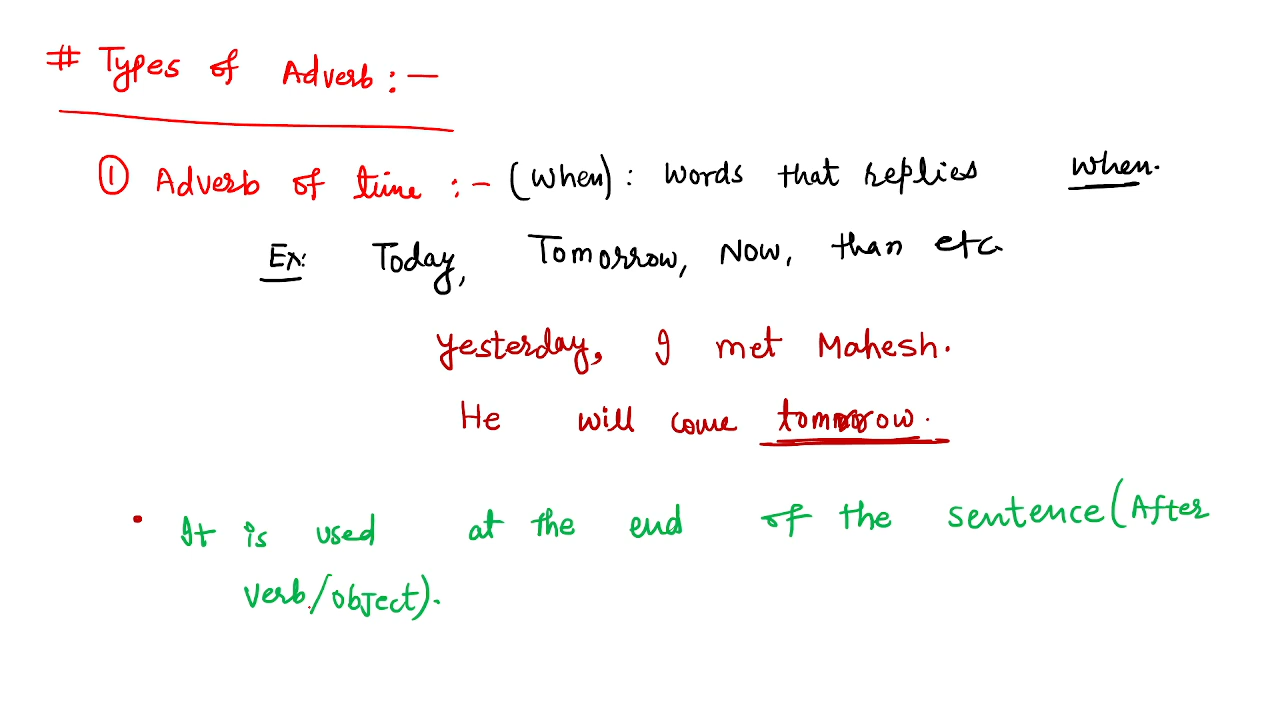 # Types of Adverb :-
① Adverb of time :- (When) : Words that replies when.
Ex: Today, Tomorrow, Now, than etc
Yesterday, I met Mahesh.
He will come tomorrow.
• It is used at the end of the sentence (After
verb/object).